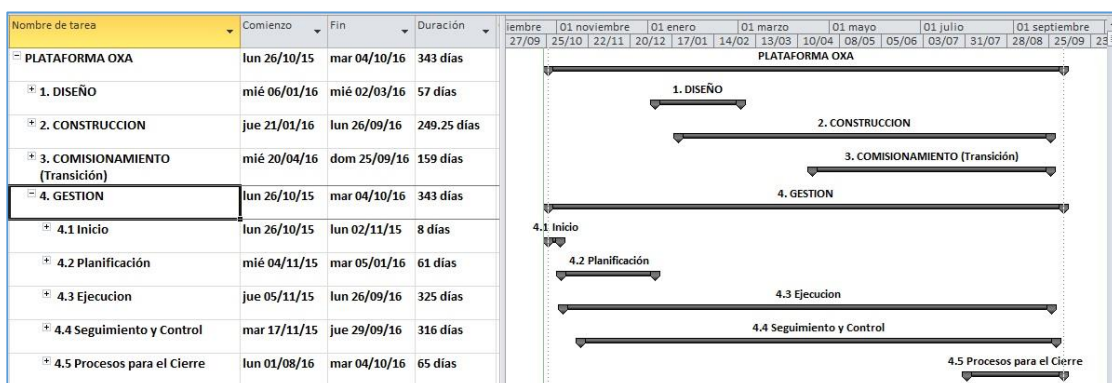 Nombre de tarea Comienzo Fin Duración
PLATAFORMA OXA lun 26/10/15 mar 04/10/16 343 días
1. DISEÑO mié 06/01/16 mié 02/03/16 57 días
2. CONSTRUCCION jue 21/01/16 lun 26/09/16 249.25 días
3. COMISIONAMIENTO mié 20/04/16 dom 25/09/16 159 días
(Transición)
4. GESTION lun 26/10/15 mar 04/10/16 343 días
4.1 Inicio lun 26/10/15 lun 02/11/15 8 días
4.2 Planificación mié 04/11/15 mar 05/01/16 61 días
4.3 Ejecucion jue 05/11/15 lun 26/09/16 325 días
4.4 Seguimiento y Control mar 17/11/15 jue 29/09/16 316 días
4.5 Procesos para el Cierre lun 01/08/16 mar 04/10/16 65 días
iembre 01 noviembre 01 enero 01 marzo 01 mayo 01 julio 01 septiembre
27/09 25/10 22/11 20/12 17/01 14/02 13/03 10/04 08/05 05/06 03/07 31/07 28/08 25/09 23
PLATAFORMA OXA
1. DISEÑO
2. CONSTRUCCION
3. COMISIONAMIENTO (Transición)
4. GESTION
4.1 Inicio
4.2 Planificación
4.3 Ejecucion
4.4 Seguimiento y Control
4.5 Procesos para el Cierre